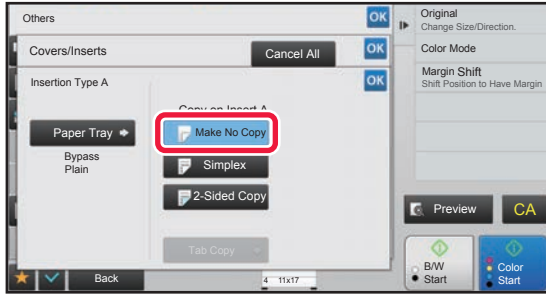 Others
OK
Covers/Inserts
Cancel All
OK
Insertion Type A
OK
Copy on Insert A
Paper Tray
Bypass
Plain
Make No Copy
Simplex
2-Sided Copy
Tab Copy
Back
4 11x17
Original
Change Size/Direction.
Color Mode
Margin Shift
Shift Position to Have Margin
Preview
CA
B/W
Start
Color
Start